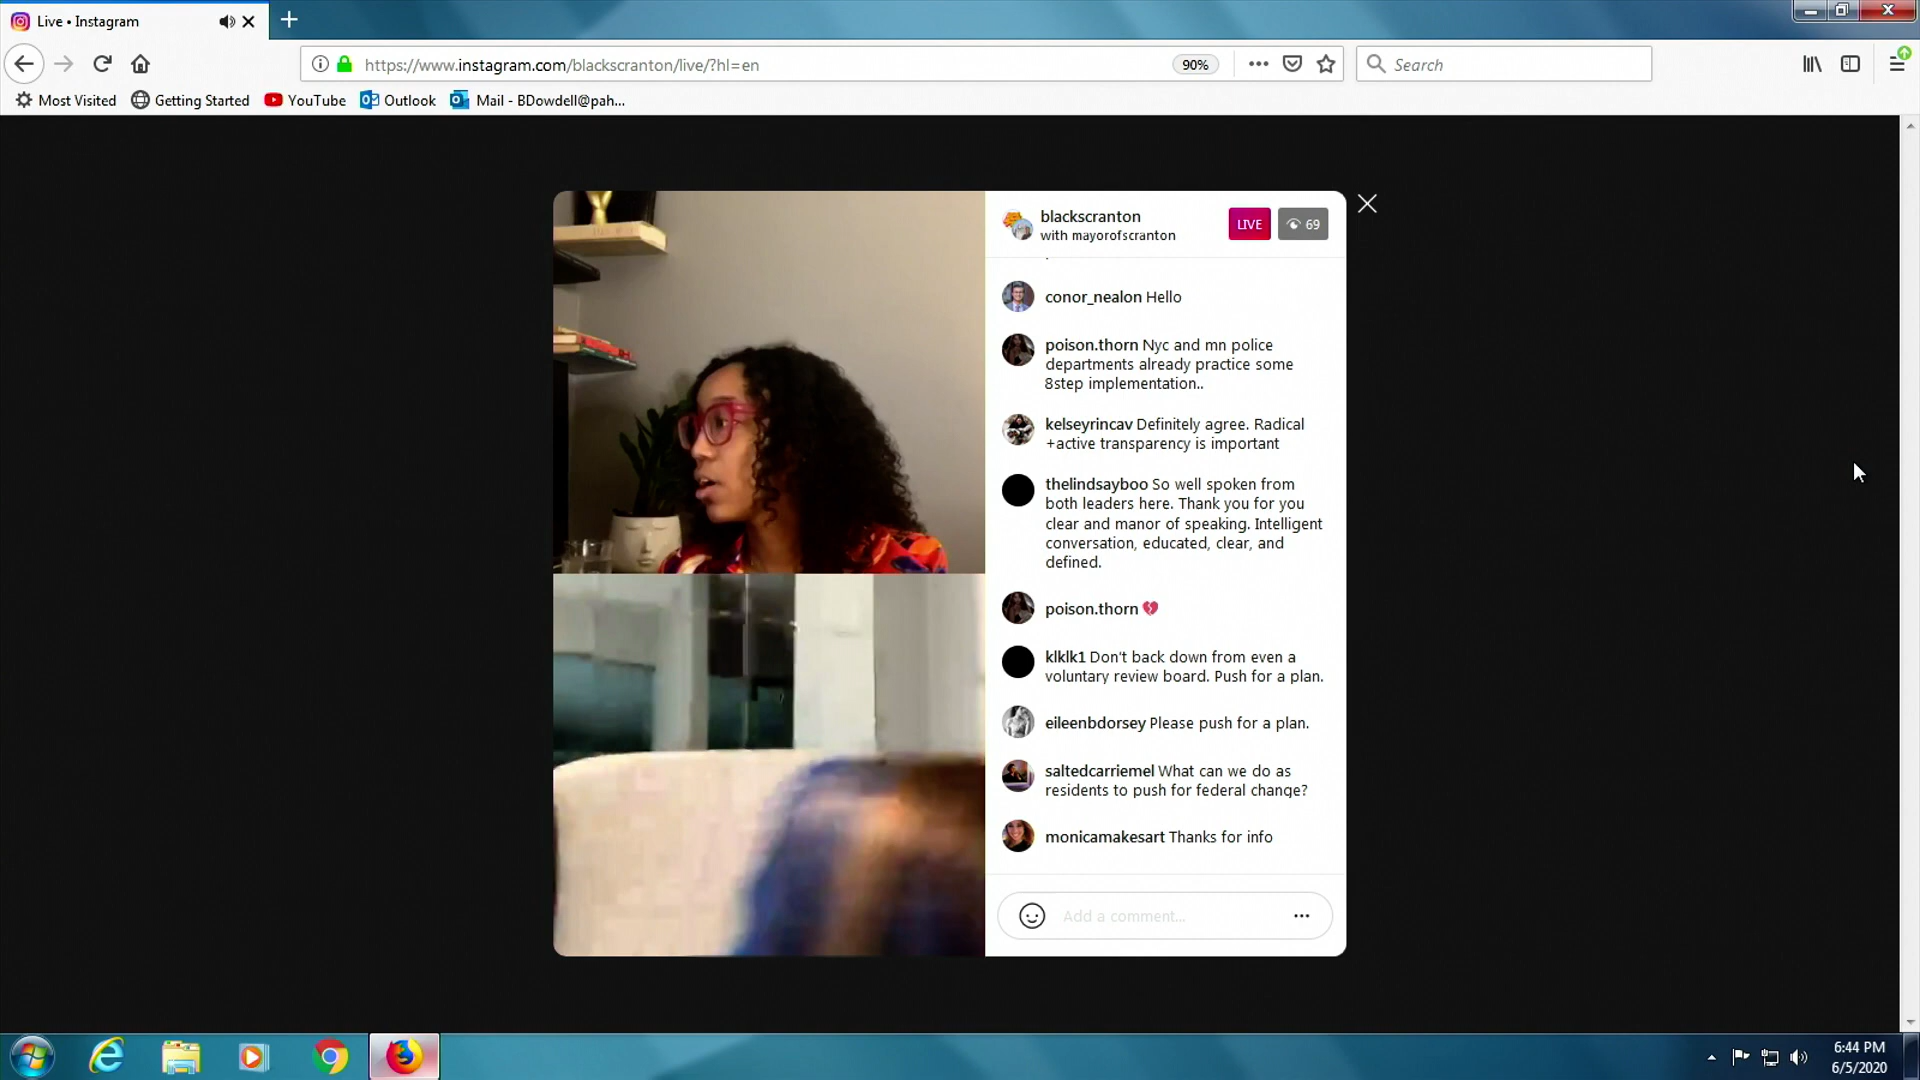 Live • Instagram
https://www.instagram.com/blackscranton/live/?hl=en
90%
Search
Most Visited
Getting Started
YouTube
Outlook
Mail - BDowdell@pah...
blackscranton
with mayorofscranton
LIVE
69
conor_nealon Hello
poison.thorn Nyc and mn police
departments already practice some
8step implementation..
kelseyrincav Definitely agree. Radical
+active transparency is important
thelindsayboo So well spoken from
both leaders here. Thank you for you
clear and manor of speaking. Intelligent
conversation, educated, clear, and
defined.
poison.thorn 💔
klklk1 Don't back down from even a
voluntary review board. Push for a plan.
eileenbdorsey Please push for a plan.
saltedcarriemel What can we do as
residents to push for federal change?
monicamakesart Thanks for info
Add a comment...
6:44 PM
6/5/2020